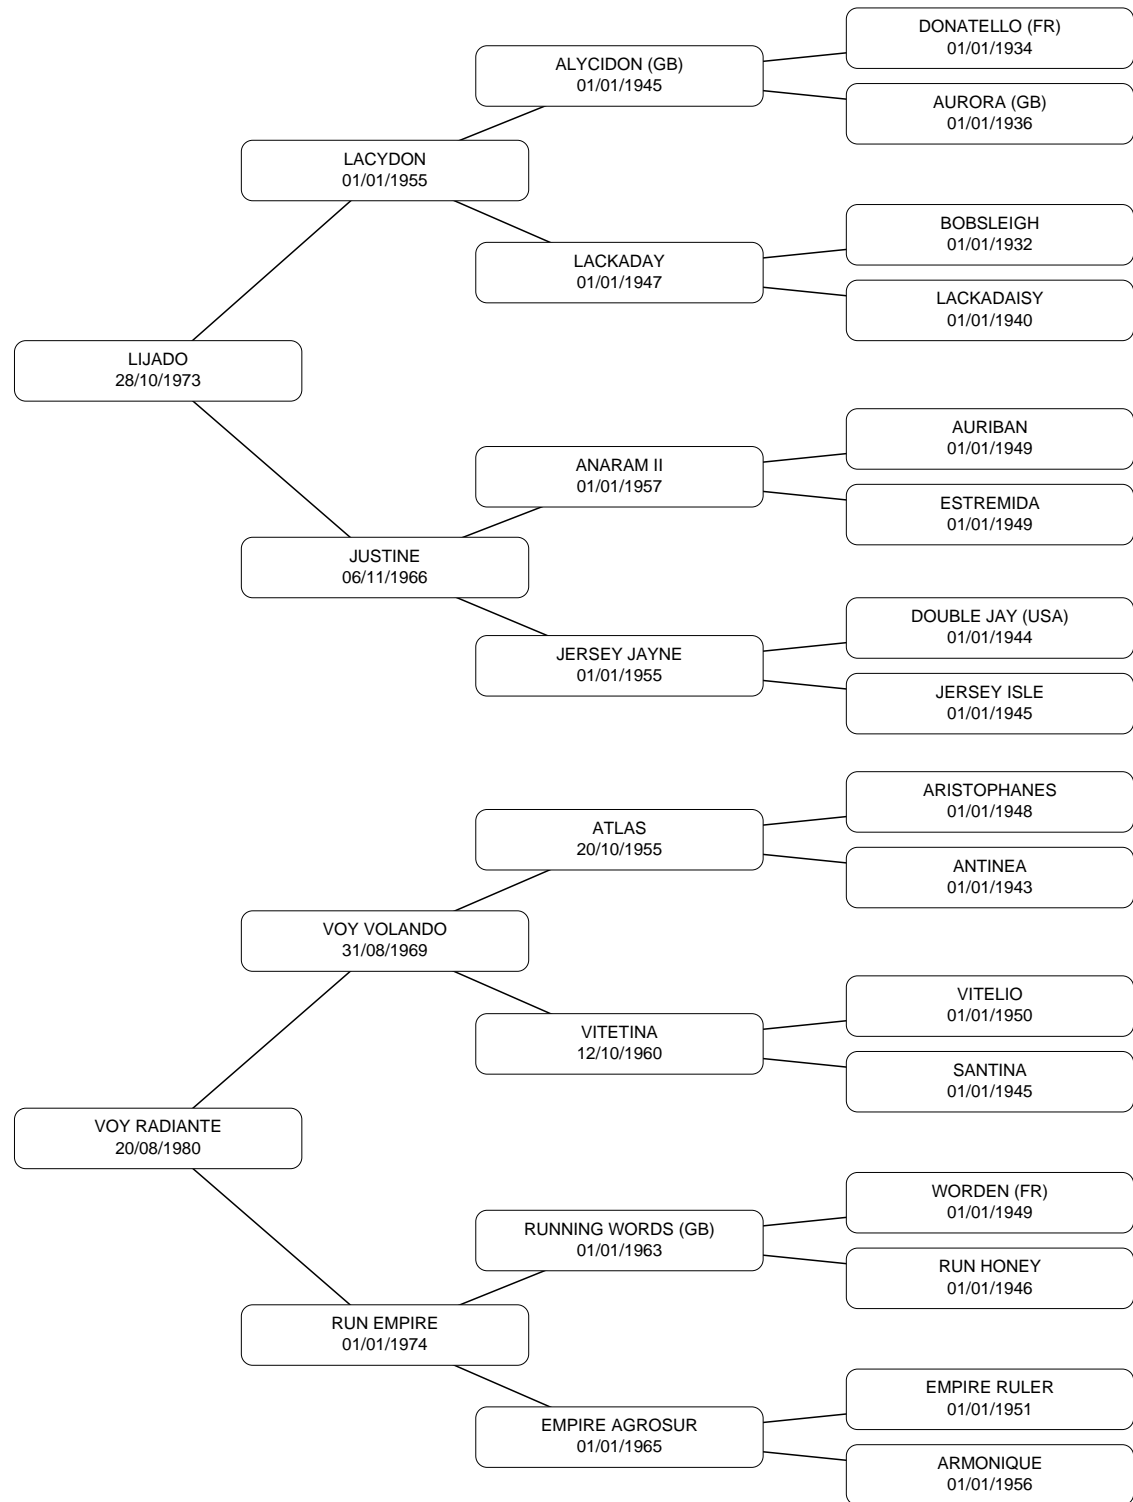 DONATELLO (FR)
01/01/1934
ALYCIDON (GB)
01/01/1945
AURORA (GB)
01/01/1936
LACYDON
01/01/1955
BOBSLEIGH
01/01/1932
LACKADAY
01/01/1947
LACKADAISY
01/01/1940
LIJADO
28/10/1973
AURIBAN
01/01/1949
ANARAM II
01/01/1957
ESTREMIDA
01/01/1949
JUSTINE
06/11/1966
DOUBLE JAY (USA)
01/01/1944
JERSEY JAYNE
01/01/1955
JERSEY ISLE
01/01/1945
ARISTOPHANES
01/01/1948
ATLAS
20/10/1955
ANTINEA
01/01/1943
VOY VOLANDO
31/08/1969
VITELIO
01/01/1950
VITETINA
12/10/1960
SANTINA
01/01/1945
VOY RADIANTE
20/08/1980
WORDEN (FR)
01/01/1949
RUNNING WORDS (GB)
01/01/1963
RUN HONEY
01/01/1946
RUN EMPIRE
01/01/1974
EMPIRE RULER
01/01/1951
EMPIRE AGROSUR
01/01/1965
ARMONIQUE
01/01/1956